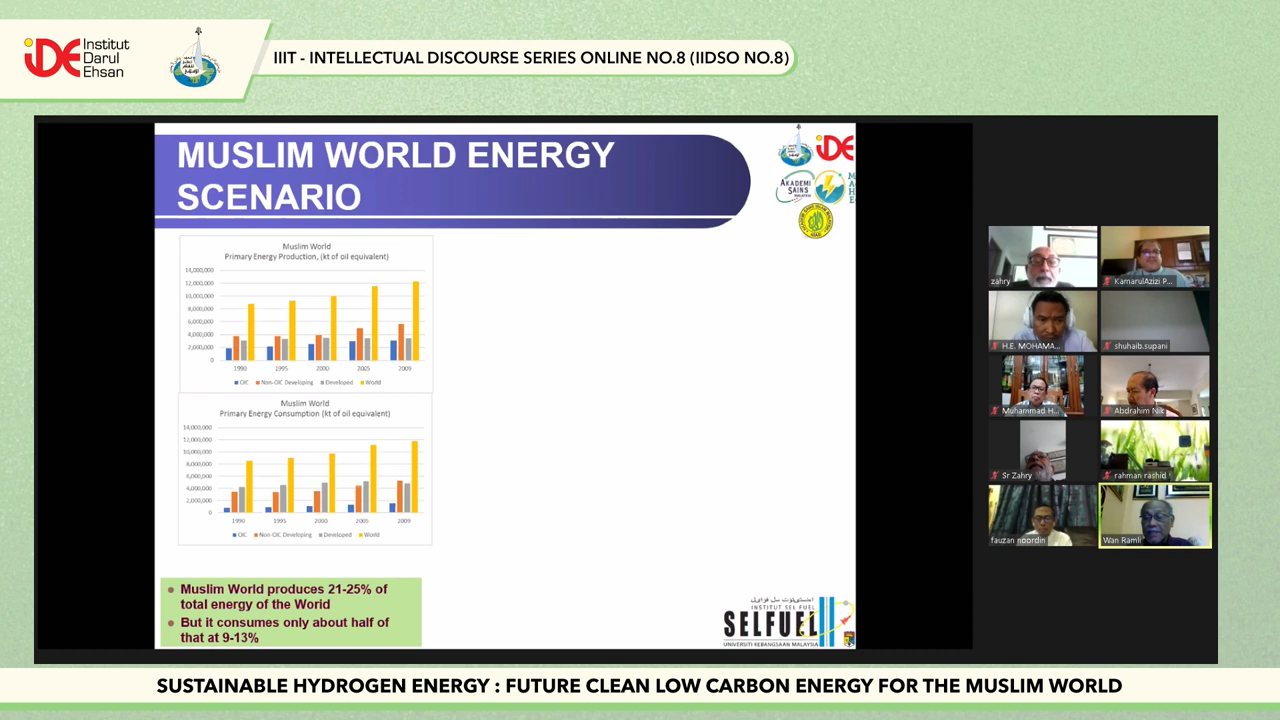 iDE Institut
Darul
Ehsan
IIIT - INTELLECTUAL DISCOURSE SERIES ONLINE NO.8 (IIDSO NO.8)
MUSLIM WORLD ENERGY
SCENARIO
iDE
AKADEMI
SAINS
MALAYSIA
Muslim World
Primary Energy Production, (kt of oil equivalent)
14,000,000
12,000,000
10,000,000
8,000,000
6,000,000
4,000,000
2,000,000
0
1990 1995 2000 2005 2009
OIC Non-OIC Developing Developed World
Muslim World
Primary Energy Consumption (kt of oil equivalent)
14,000,000
12,000,000
10,000,000
8,000,000
6,000,000
4,000,000
2,000,000
0
1990 1995 2000 2005 2009
OIC Non-OIC Developing Developed World
Muslim World produces 21-25% of
total energy of the World
But it consumes only about half of
that at 9-13%
INSTITUT SEL FUEL
SELFUEL
UNIVERSITI KEBANGSAAN MALAYSIA
zahry
KamarulAzizi P...
H.E. MOHAMA...
shuhaib.supani
Muhammad H...
Abdrahim Nik
Sr Zahry
rahman rashid
fauzan noordin
Wan Ramli
SUSTAINABLE HYDROGEN ENERGY : FUTURE CLEAN LOW CARBON ENERGY FOR THE MUSLIM WORLD